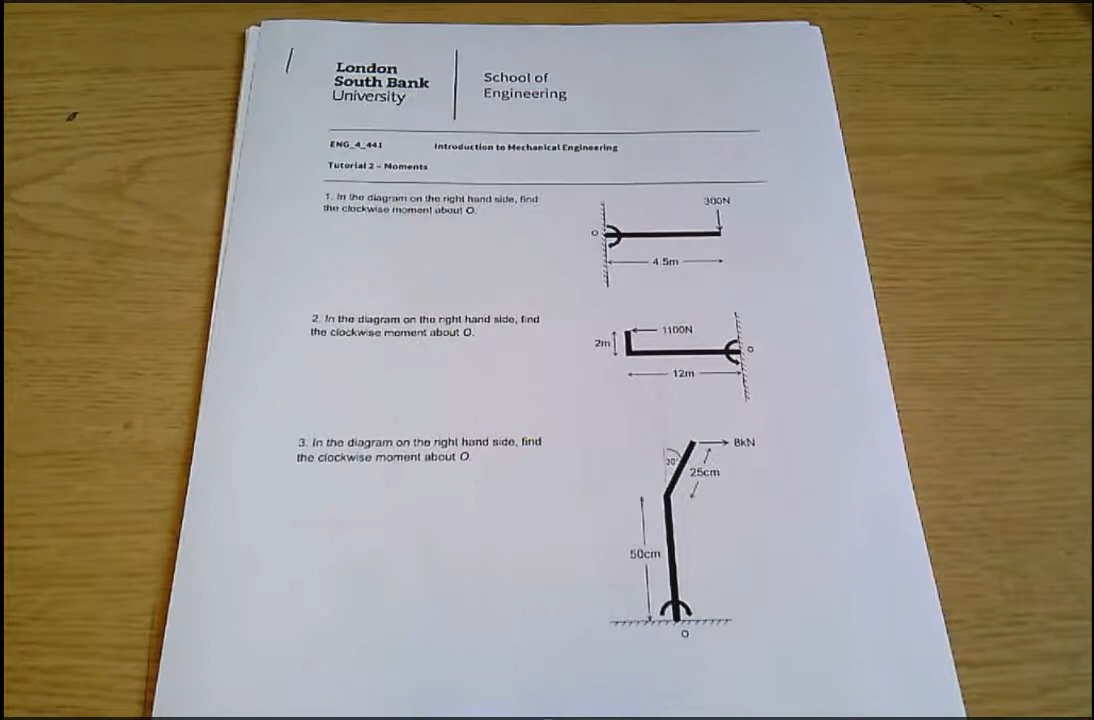 London
South Bank
University
School of
Engineering
ENG_4_441 Introduction to Mechanical Engineering
Tutorial 2 – Moments
1. In the diagram on the right hand side, find
the clockwise moment about O.
300N
O
4.5m
2. In the diagram on the right hand side, find
the clockwise moment about O.
1100N
2m
O
12m
3. In the diagram on the right hand side, find
the clockwise moment about O.
8kN
30°
25cm
50cm
O